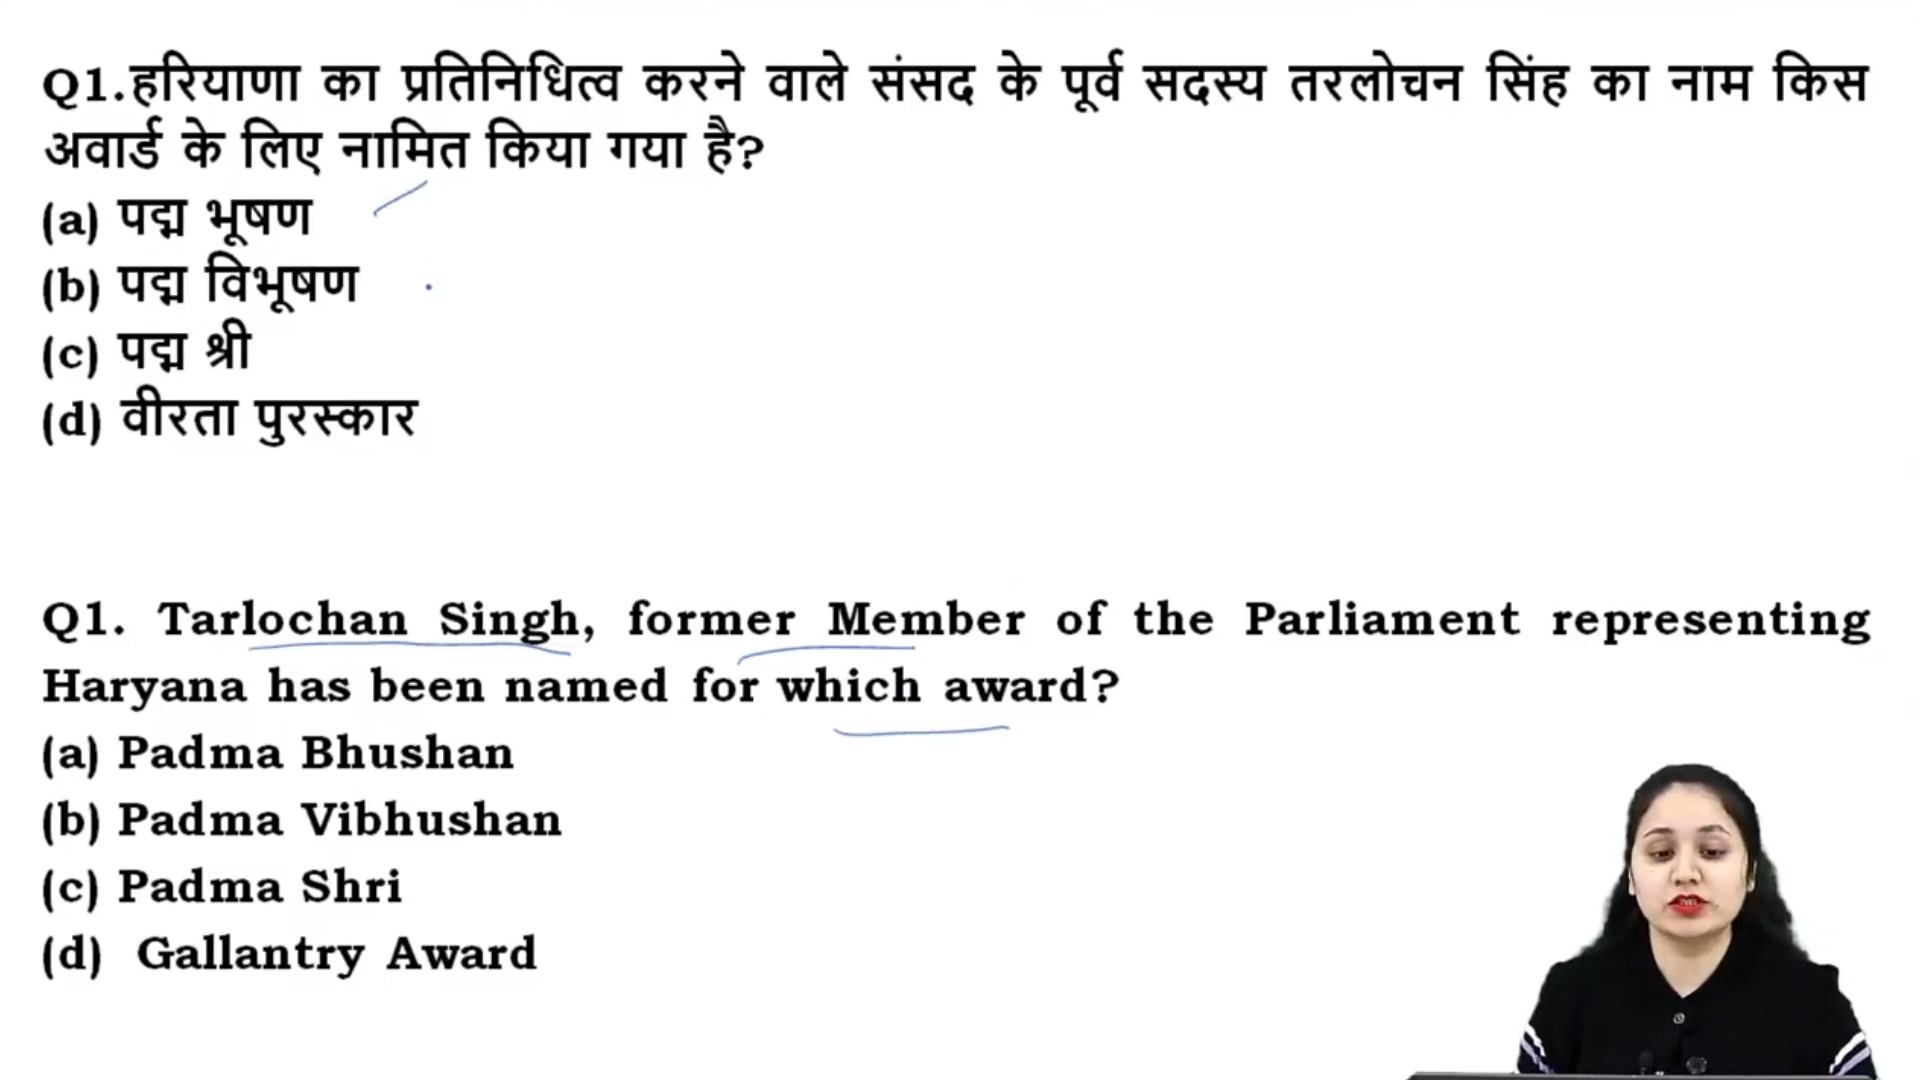 Q1.हरियाणा का प्रतिनिधित्व करने वाले संसद के पूर्व सदस्य तरलोचन सिंह का नाम किस
अवार्ड के लिए नामित किया गया है?
(a) पद्म भूषण
(b) पद्म विभूषण
(c) पद्म श्री
(d) वीरता पुरस्कार
Q1. Tarlochan Singh, former Member of the Parliament representing
Haryana has been named for which award?
(a) Padma Bhushan
(b) Padma Vibhushan
(c) Padma Shri
(d) Gallantry Award